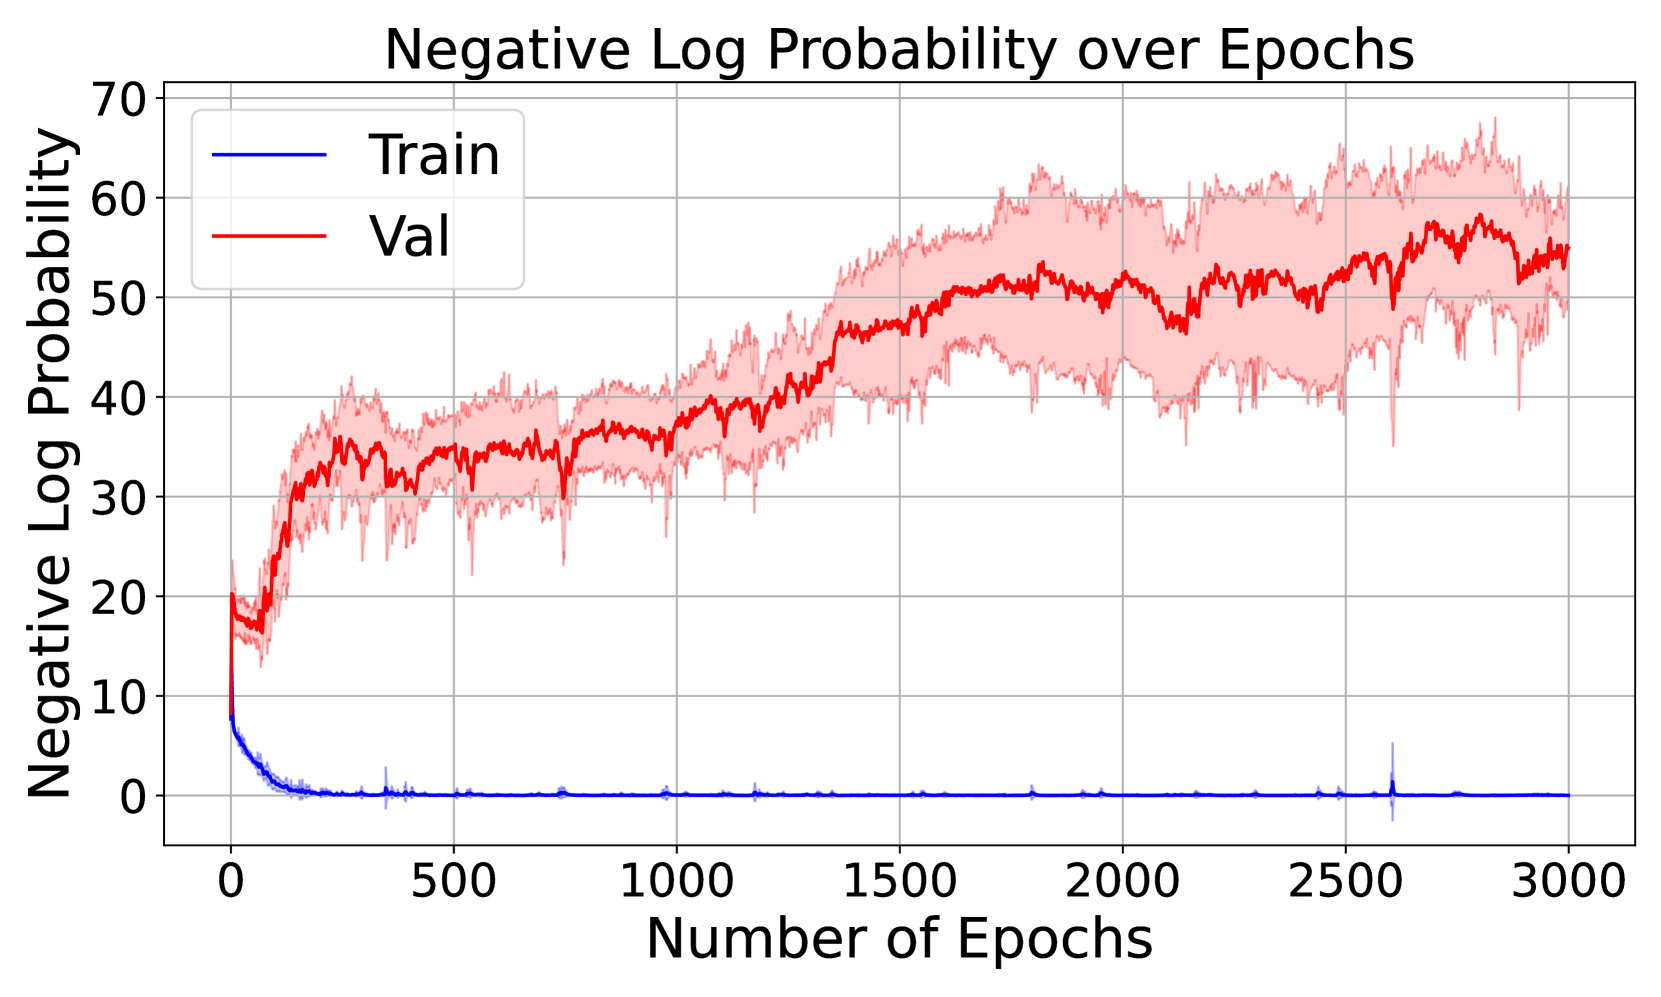 Negative Log Probability over Epochs
Negative Log Probability
70
60
50
40
30
20
10
0
Train
Val
0 500 1000 1500 2000 2500 3000
Number of Epochs